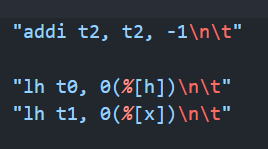 "addi t2, t2, -1\n\t"
"lh t0, 0(%[h])\n\t"
"lh t1, 0(%[x])\n\t"